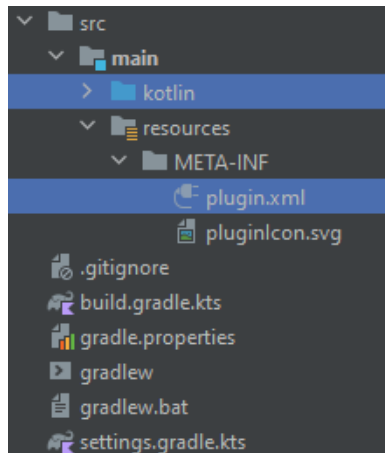 src
main
kotlin
resources
META-INF
plugin.xml
pluginIcon.svg
.gitignore
build.gradle.kts
gradle.properties
gradlew
gradlew.bat
settings.gradle.kts